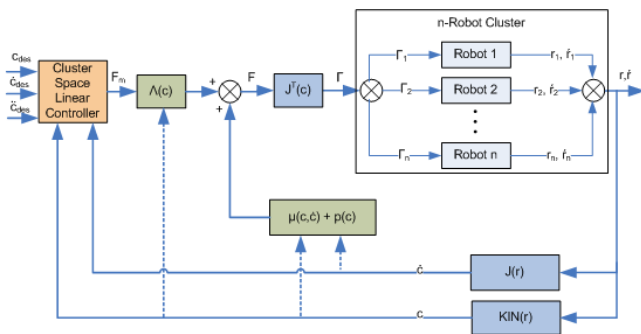 n-Robot Cluster
c_des
ċ_des
c̈_des
Cluster
Space
Linear
Controller
F_m
Λ(c)
+
+
F
J^T(c)
Γ
Γ_1
Robot 1
r_1, ṙ_1
Γ_2
Robot 2
r_2, ṙ_2
Γ_n
Robot n
r_n, ṙ_n
r,ṙ
μ(c,ċ) + p(c)
ċ
J(r)
c
KIN(r)